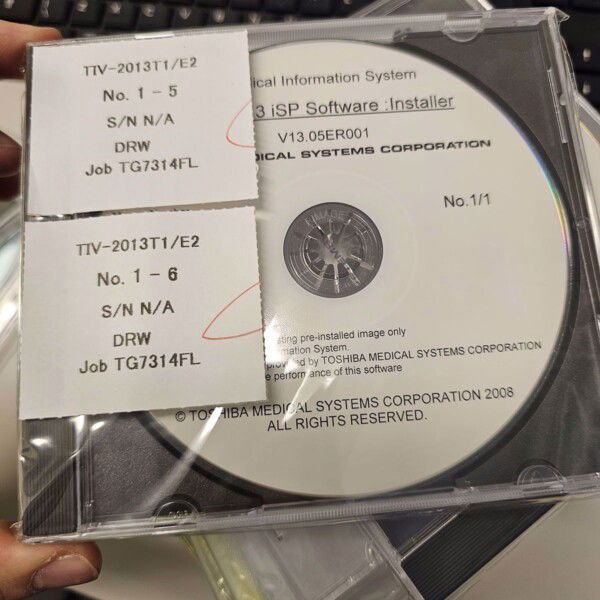 TIV-2013T1/E2
No. 1 - 5
S/N N/A
DRW
Job TG7314FL
TIV-2013T1/E2
No. 1 - 6
S/N N/A
DRW
Job TG7314FL
ical Information System
3 iSP Software :Installer
V13.05ER001
DICAL SYSTEMS CORPORATION
No.1/1
sting pre-installed image only
mation System.
provided by TOSHIBA MEDICAL SYSTEMS CORPORATION
e performance of this software
© TOSHIBA MEDICAL SYSTEMS CORPORATION 2008
ALL RIGHTS RESERVED.